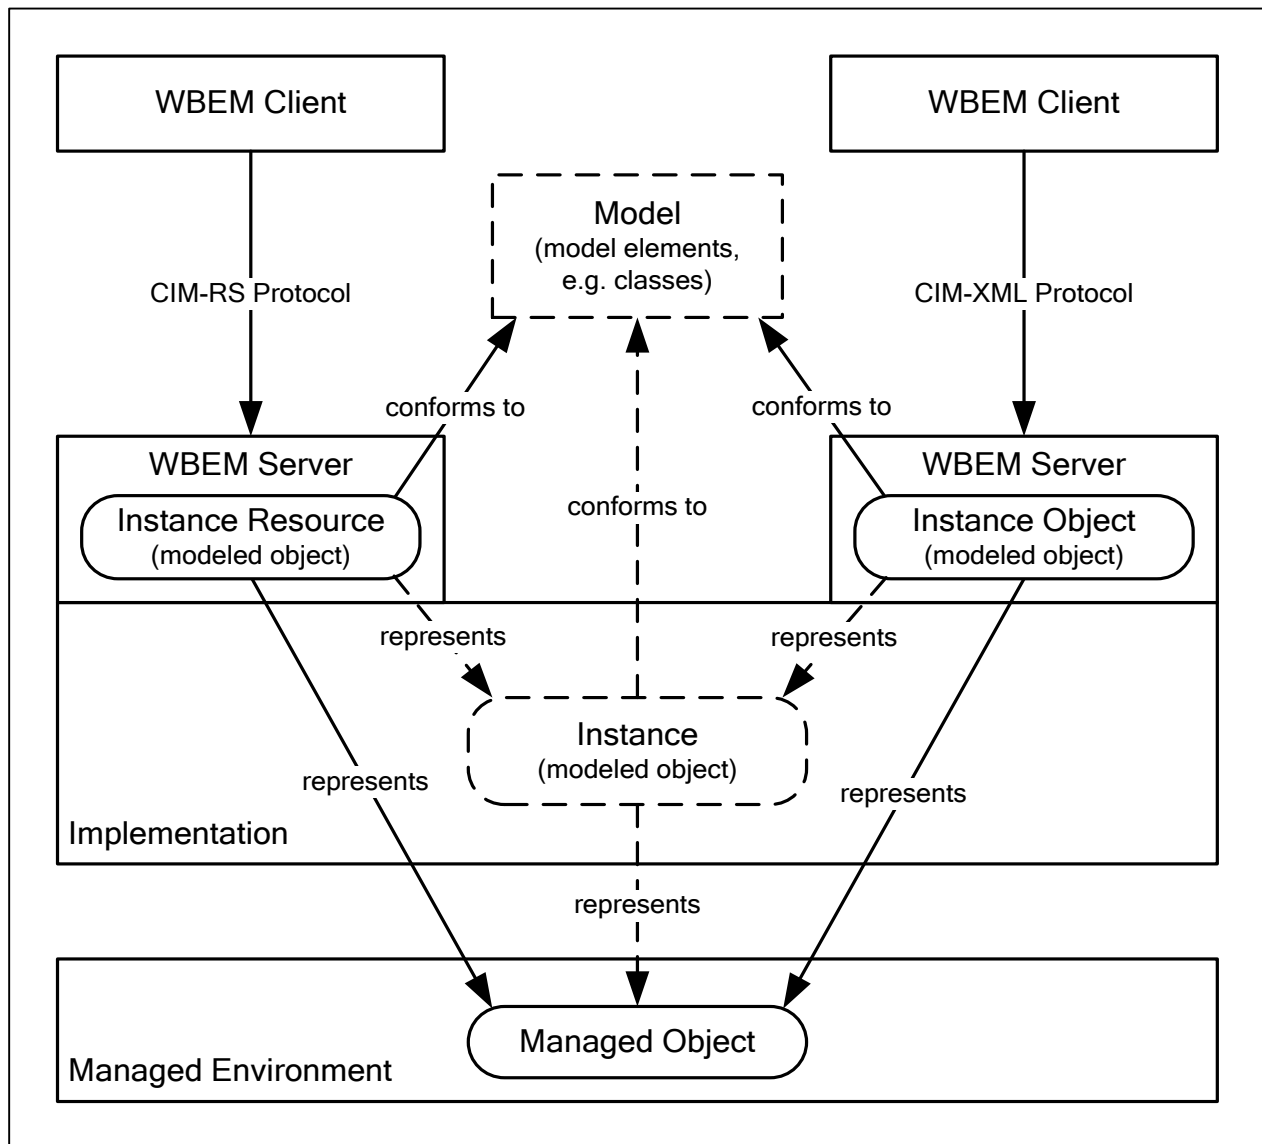 WBEM Client
WBEM Client
Model
(model elements,
e.g. classes)
CIM-RS Protocol
CIM-XML Protocol
conforms to
conforms to
WBEM Server
WBEM Server
conforms to
Instance Resource
(modeled object)
Instance Object
(modeled object)
represents
represents
Instance
(modeled object)
represents
represents
Implementation
represents
Managed Object
Managed Environment